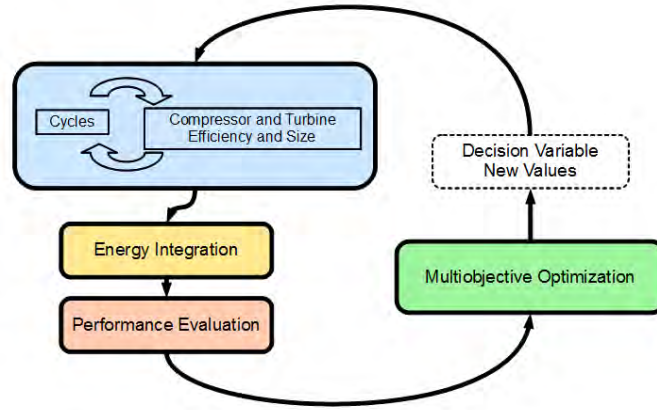 Cycles
Compressor and Turbine
Efficiency and Size
Energy Integration
Performance Evaluation
Multiobjective Optimization
Decision Variable
New Values